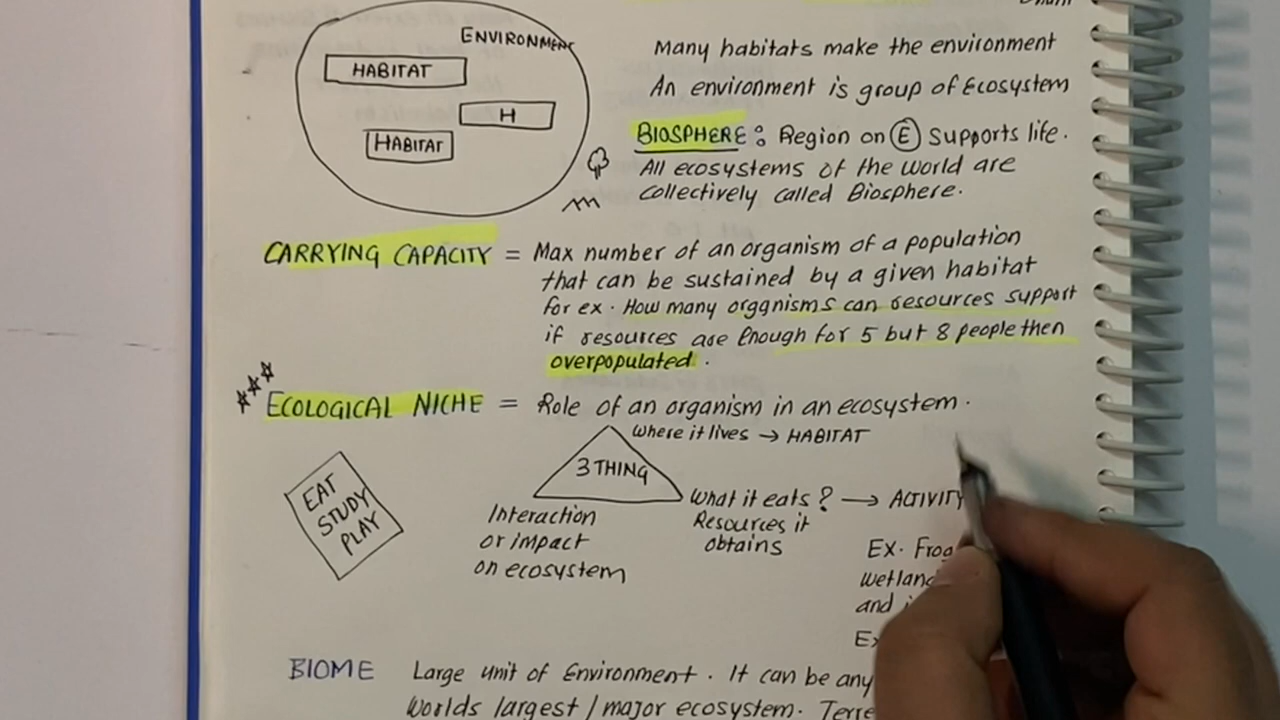 ENVIRONMENT
HABITAT
H
HABITAT
Many habitats make the environment
An environment is group of Ecosystem
BIOSPHERE: Region on E supports life.
All ecosystems of the world are
collectively called Biosphere.
CARRYING CAPACITY = Max number of an organism of a population
that can be sustained by a given habitat
for ex. How many organisms can resources support
if resources are Enough for 5 but 8 people then
overpopulated.
ECOLOGICAL NICHE = Role of an organism in an ecosystem.
Where it lives → HABITAT
3 THING
What it eats? → ACTIVITY
Resources it
obtains
Interaction
or impact
on ecosystem
EAT
STUDY
PLAY
Ex. Frog
and
BIOME Large unit of Environment. It can be any
Worlds largest / major ecosystem.